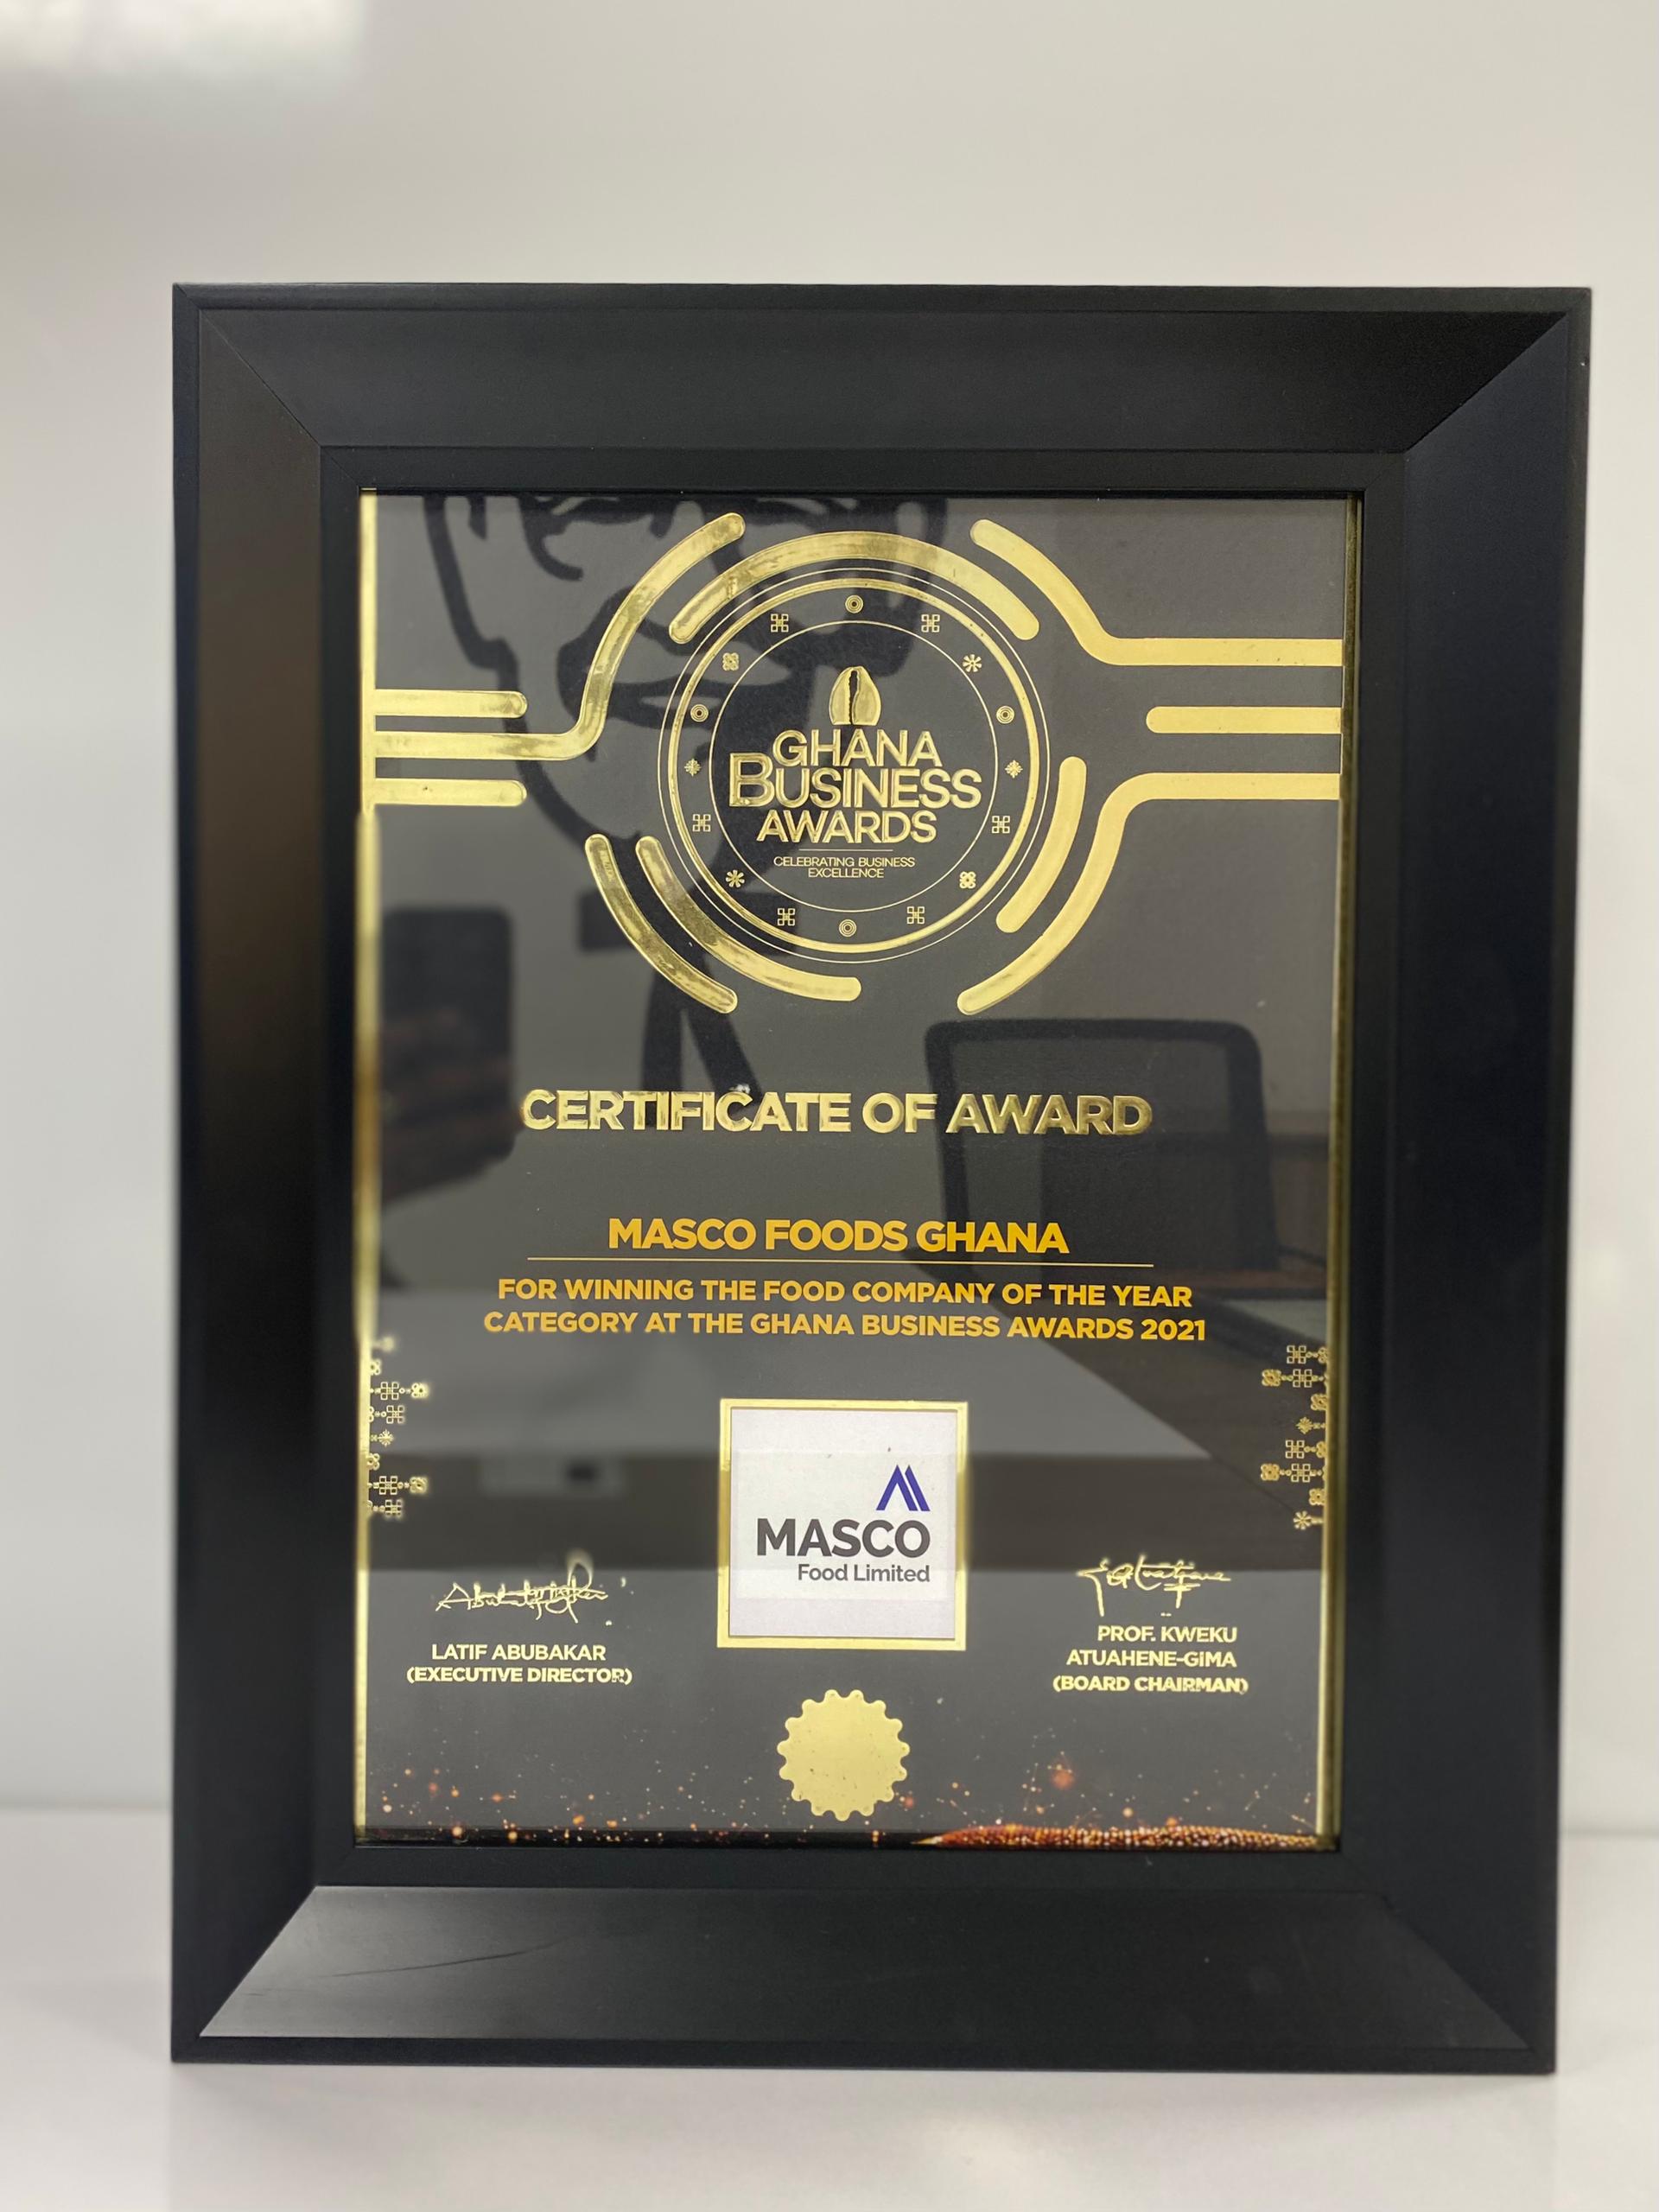 GHANA
BUSINESS
AWARDS
CELEBRATING BUSINESS
EXCELLENCE
CERTIFICATE OF AWARD
MASCO FOODS GHANA
FOR WINNING THE FOOD COMPANY OF THE YEAR
CATEGORY AT THE GHANA BUSINESS AWARDS 2021
MASCO
Food Limited
LATIF ABUBAKAR
(EXECUTIVE DIRECTOR)
PROF. KWEKU
ATUAHENE-GIMA
(BOARD CHAIRMAN)